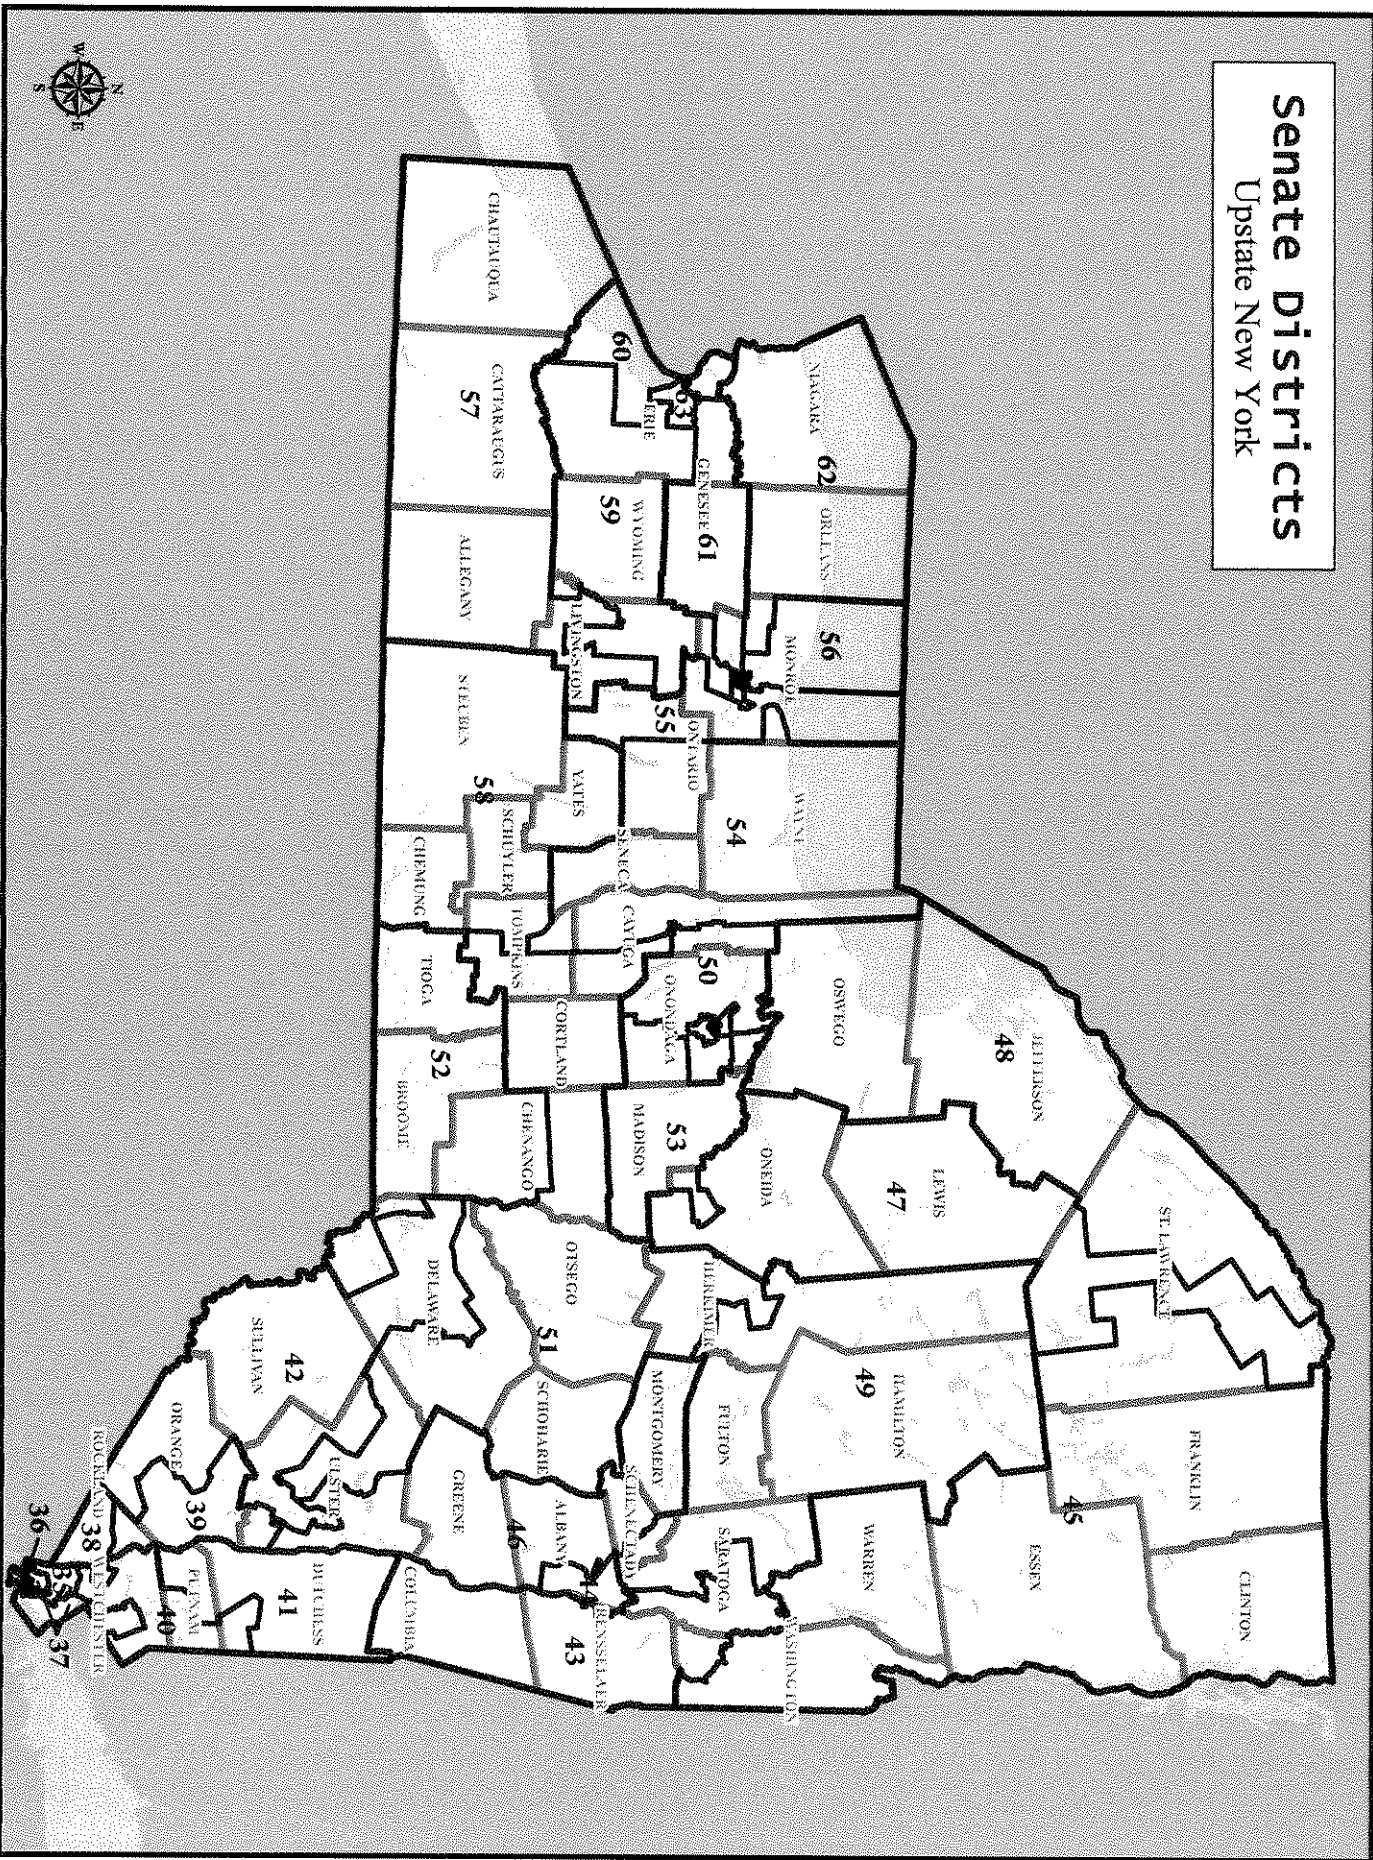 Senate Districts
Upstate New York
N
W
E
S
CLINTON
FRANKLIN
ST. LAWRENCE
45
ESSEX
JEFFERSON
48
LEWIS
47
HAMILTON
49
WARREN
NIAGARA
62
ORLEANS
56
MONROE
WAYNE
54
OSWEGO
ONEIDA
HERKIMER
FULTON
SARATOGA
WASHINGTON
GENESEE
61
63
ERIE
60
WYOMING
59
LIVINGSTON
55
ONTARIO
SENECA
CAYUGA
50
ONONDAGA
53
MADISON
MONTGOMERY
SCHENECTADY
RENSSELAER
43
44
ALBANY
46
SCHOHARIE
51
OTSEGO
CHENANGO
CORTLAND
TOMPKINS
YATES
SCHUYLER
58
STEUBEN
CHEMUNG
TIOGA
52
BROOME
ALLEGANY
CATTARAUGUS
57
CHAUTAUQUA
DELAWARE
GREENE
COLUMBIA
ULSTER
DUTCHESS
41
SULLIVAN
42
ORANGE
39
PUTNAM
40
ROCKLAND
38
WESTCHESTER
36
35
37